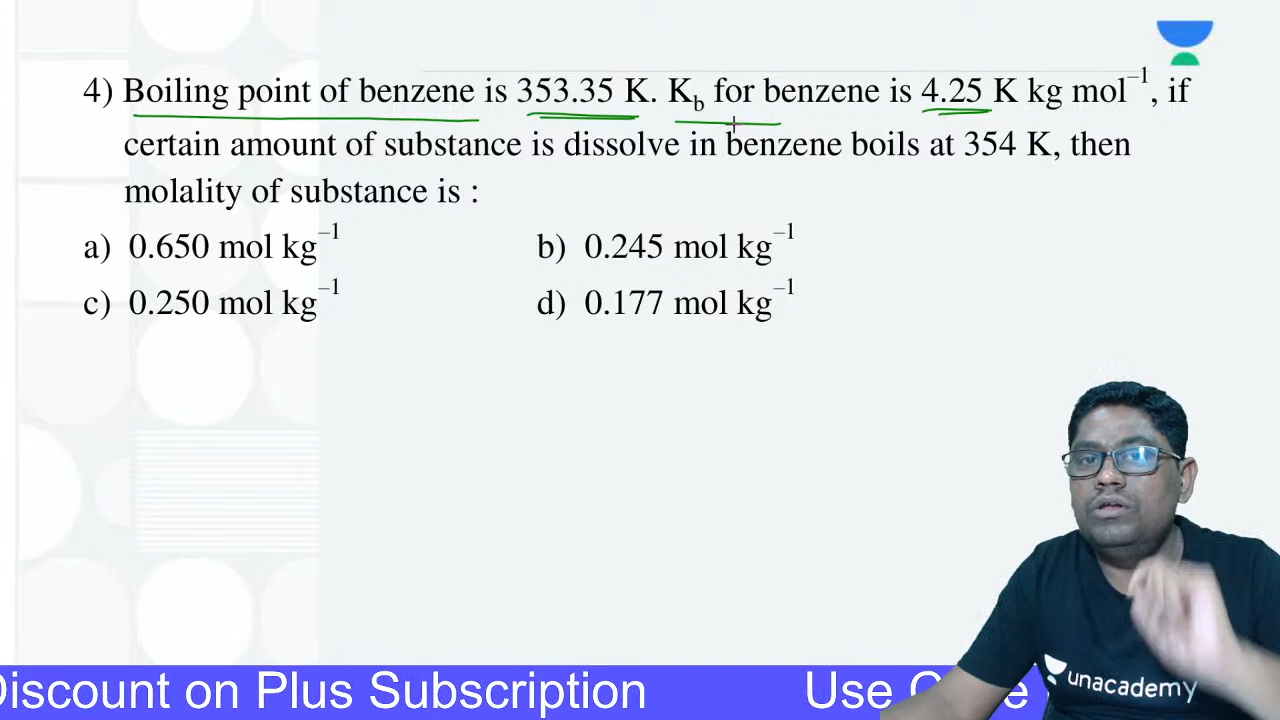 4) Boiling point of benzene is 353.35 K. K_b for benzene is 4.25 K kg mol⁻¹, if
certain amount of substance is dissolve in benzene boils at 354 K, then
molality of substance is :
a) 0.650 mol kg⁻¹ b) 0.245 mol kg⁻¹
c) 0.250 mol kg⁻¹ d) 0.177 mol kg⁻¹
unacademy
Discount on Plus Subscription Use